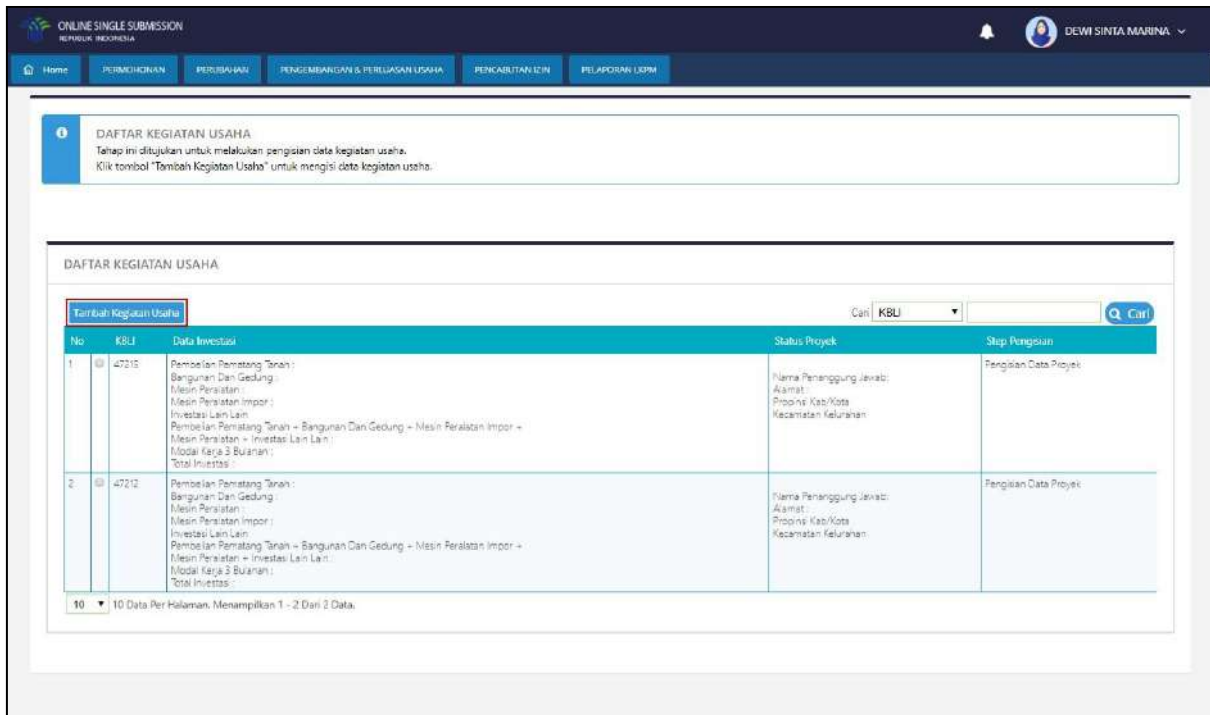 ONLINE SINGLE SUBMISSION
REPUBLIK INDONESIA
DEWI SINTA MARINA
Home
PERMOHONAN
PERUBAHAN
PENGEMBANGAN & PERLUASAN USAHA
PENCABUTAN IZIN
PELAPORAN LKPM
DAFTAR KEGIATAN USAHA
Tahap ini ditujukan untuk melakukan pengisian data kegiatan usaha.
Klik tombol "Tambah Kegiatan Usaha" untuk mengisi data kegiatan usaha.
DAFTAR KEGIATAN USAHA
Tambah Kegiatan Usaha
Cari KBLI
Cari
No KBLI Data Investasi Status Proyek Step Pengisian
1 47215
Pembelian Pematang Tanah :
Bangunan Dan Gedung :
Mesin Peralatan :
Mesin Peralatan Impor :
Investasi Lain Lain
Pembelian Pematang Tanah + Bangunan Dan Gedung + Mesin Peralatan Impor +
Mesin Peralatan + Investasi Lain Lain :
Modal Kerja 3 Bulanan :
Total Investasi :
Nama Penanggung Jawab:
Alamat :
Propinsi Kab/Kota
Kecamatan Kelurahan
Pengisian Data Proyek
2 47212
Pembelian Pematang Tanah :
Bangunan Dan Gedung :
Mesin Peralatan :
Mesin Peralatan Impor :
Investasi Lain Lain
Pembelian Pematang Tanah + Bangunan Dan Gedung + Mesin Peralatan Impor +
Mesin Peralatan + Investasi Lain Lain :
Modal Kerja 3 Bulanan :
Total Investasi :
Nama Penanggung Jawab:
Alamat :
Propinsi Kab/Kota
Kecamatan Kelurahan
Pengisian Data Proyek
10 10 Data Per Halaman. Menampilkan 1 - 2 Dari 2 Data.